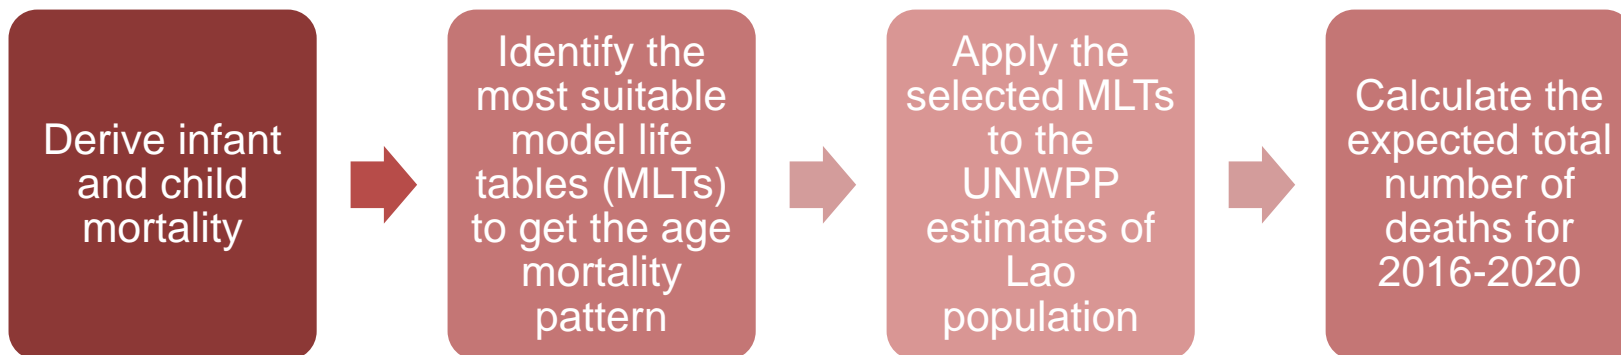 Derive infant
and child
mortality
Identify the
most suitable
model life
tables (MLTs)
to get the age
mortality
pattern
Apply the
selected MLTs
to the
UNWPP
estimates of
Lao
population
Calculate the
expected total
number of
deaths for
2016-2020